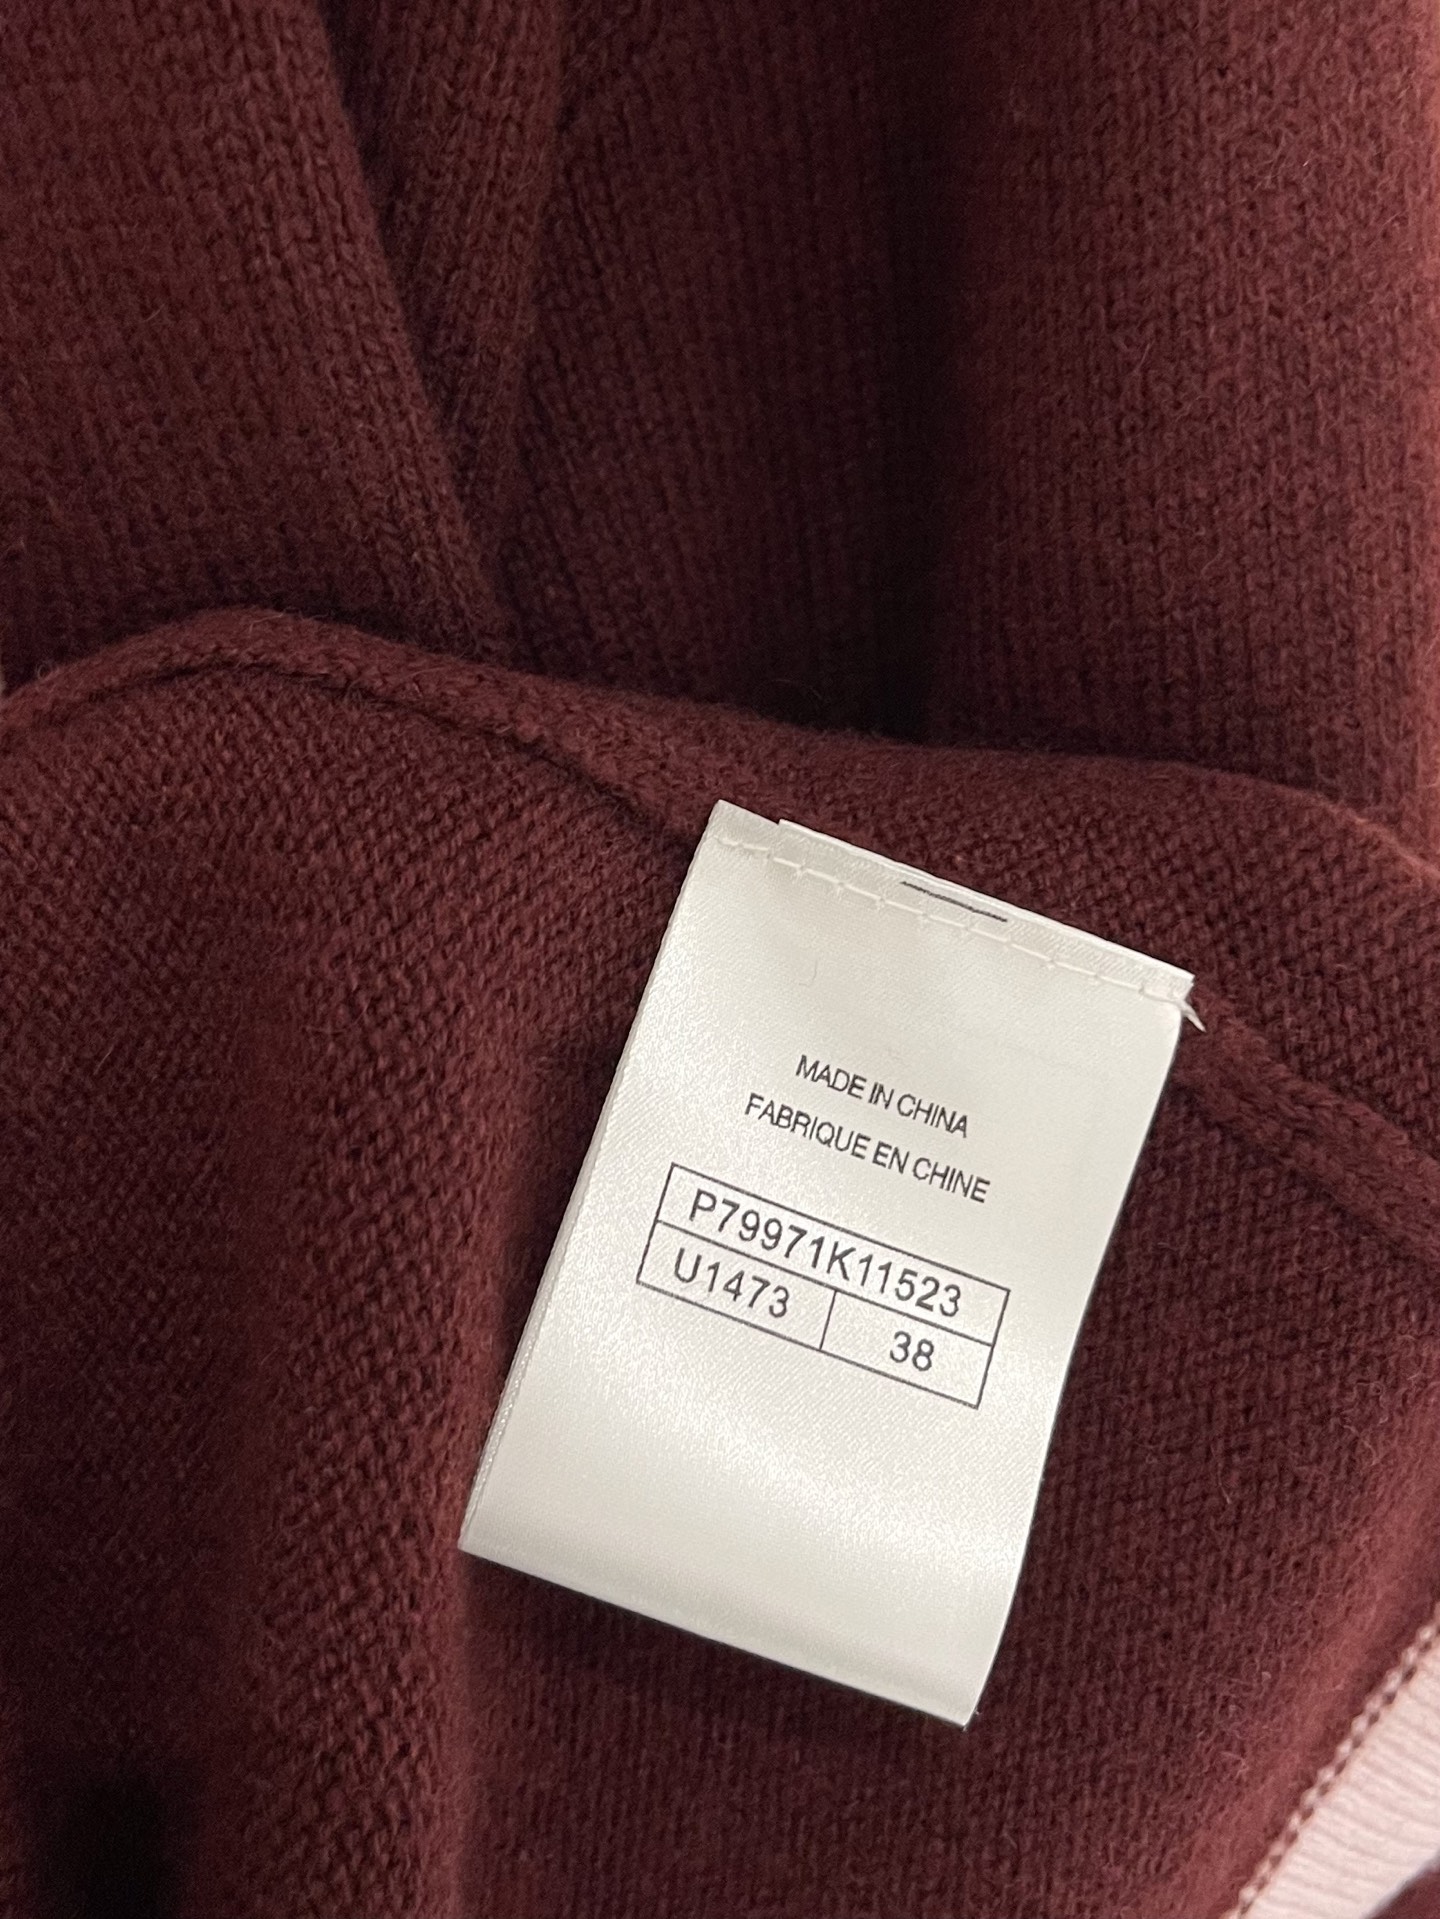 MADE IN CHINA
FABRIQUE EN CHINE
P79971K11523
U1473 38